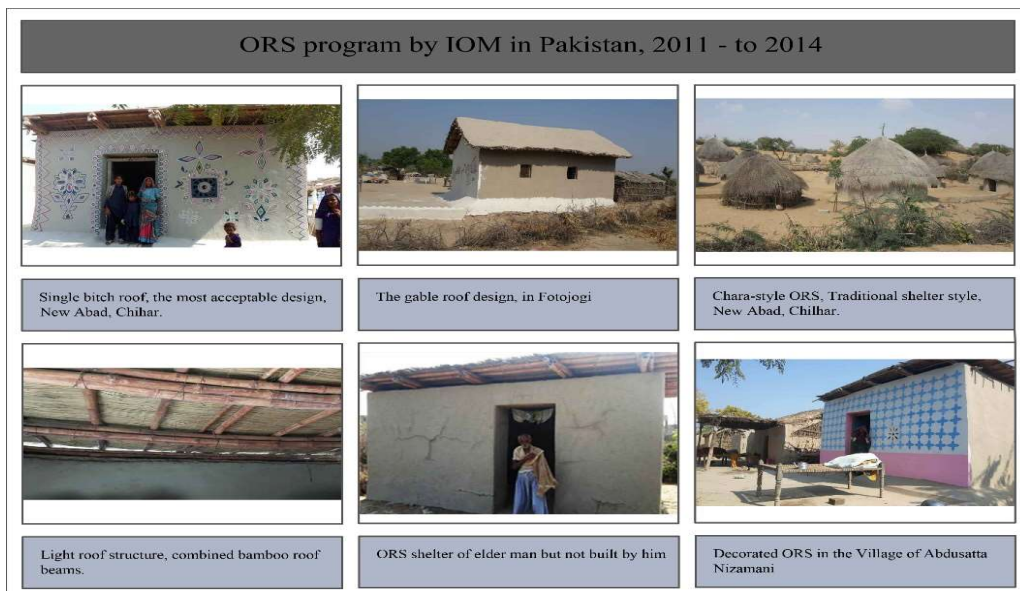 ORS program by IOM in Pakistan, 2011 - to 2014
Single bitch roof, the most acceptable design,
New Abad, Chihar.
The gable roof design, in Fotojogi
Chara-style ORS, Traditional shelter style,
New Abad, Chilhar.
Light roof structure, combined bamboo roof
beams.
ORS shelter of elder man but not built by him
Decorated ORS in the Village of Abdusatta
Nizamani